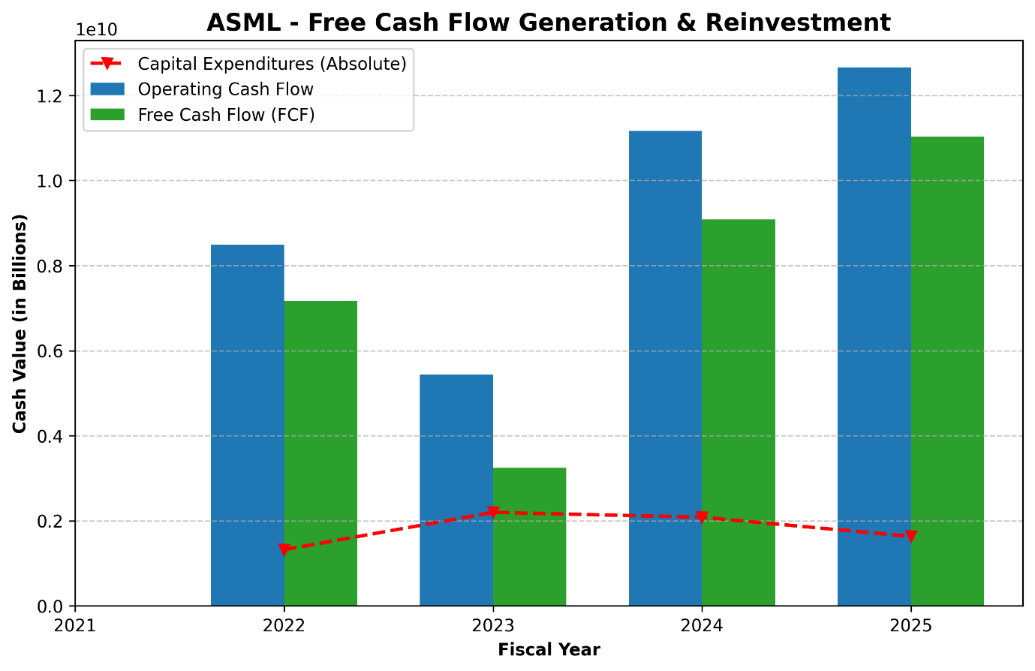 ASML - Free Cash Flow Generation & Reinvestment
1e10
Capital Expenditures (Absolute)
Operating Cash Flow
Free Cash Flow (FCF)
Cash Value (in Billions)
1.2
1.0
0.8
0.6
0.4
0.2
0.0
2021 2022 2023 2024 2025
Fiscal Year